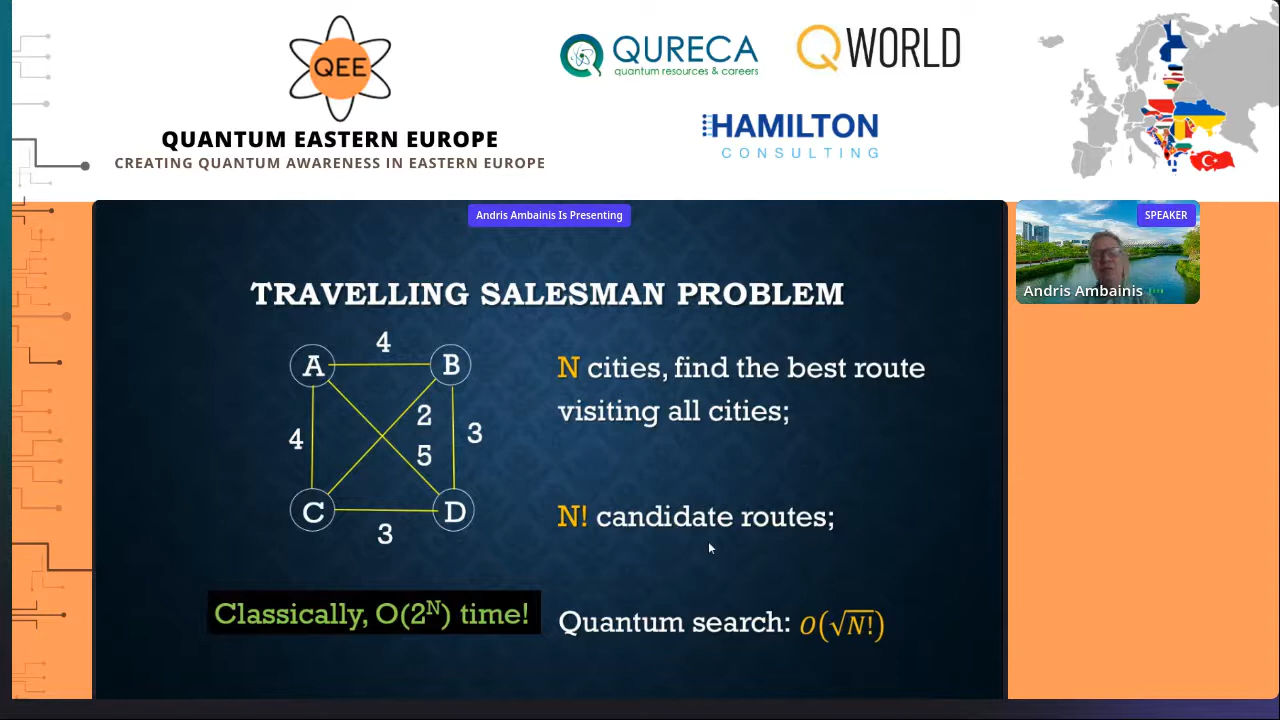 QEE
QUANTUM EASTERN EUROPE
CREATING QUANTUM AWARENESS IN EASTERN EUROPE
QURECA
quantum resources & careers
QWORLD
HAMILTON
CONSULTING
Andris Ambainis Is Presenting
SPEAKER
Andris Ambainis
TRAVELLING SALESMAN PROBLEM
4
A
B
2
4
3
5
C
D
3
N cities, find the best route
visiting all cities;
N! candidate routes;
Classically, O(2^N) time!
Quantum search: O(√N!)